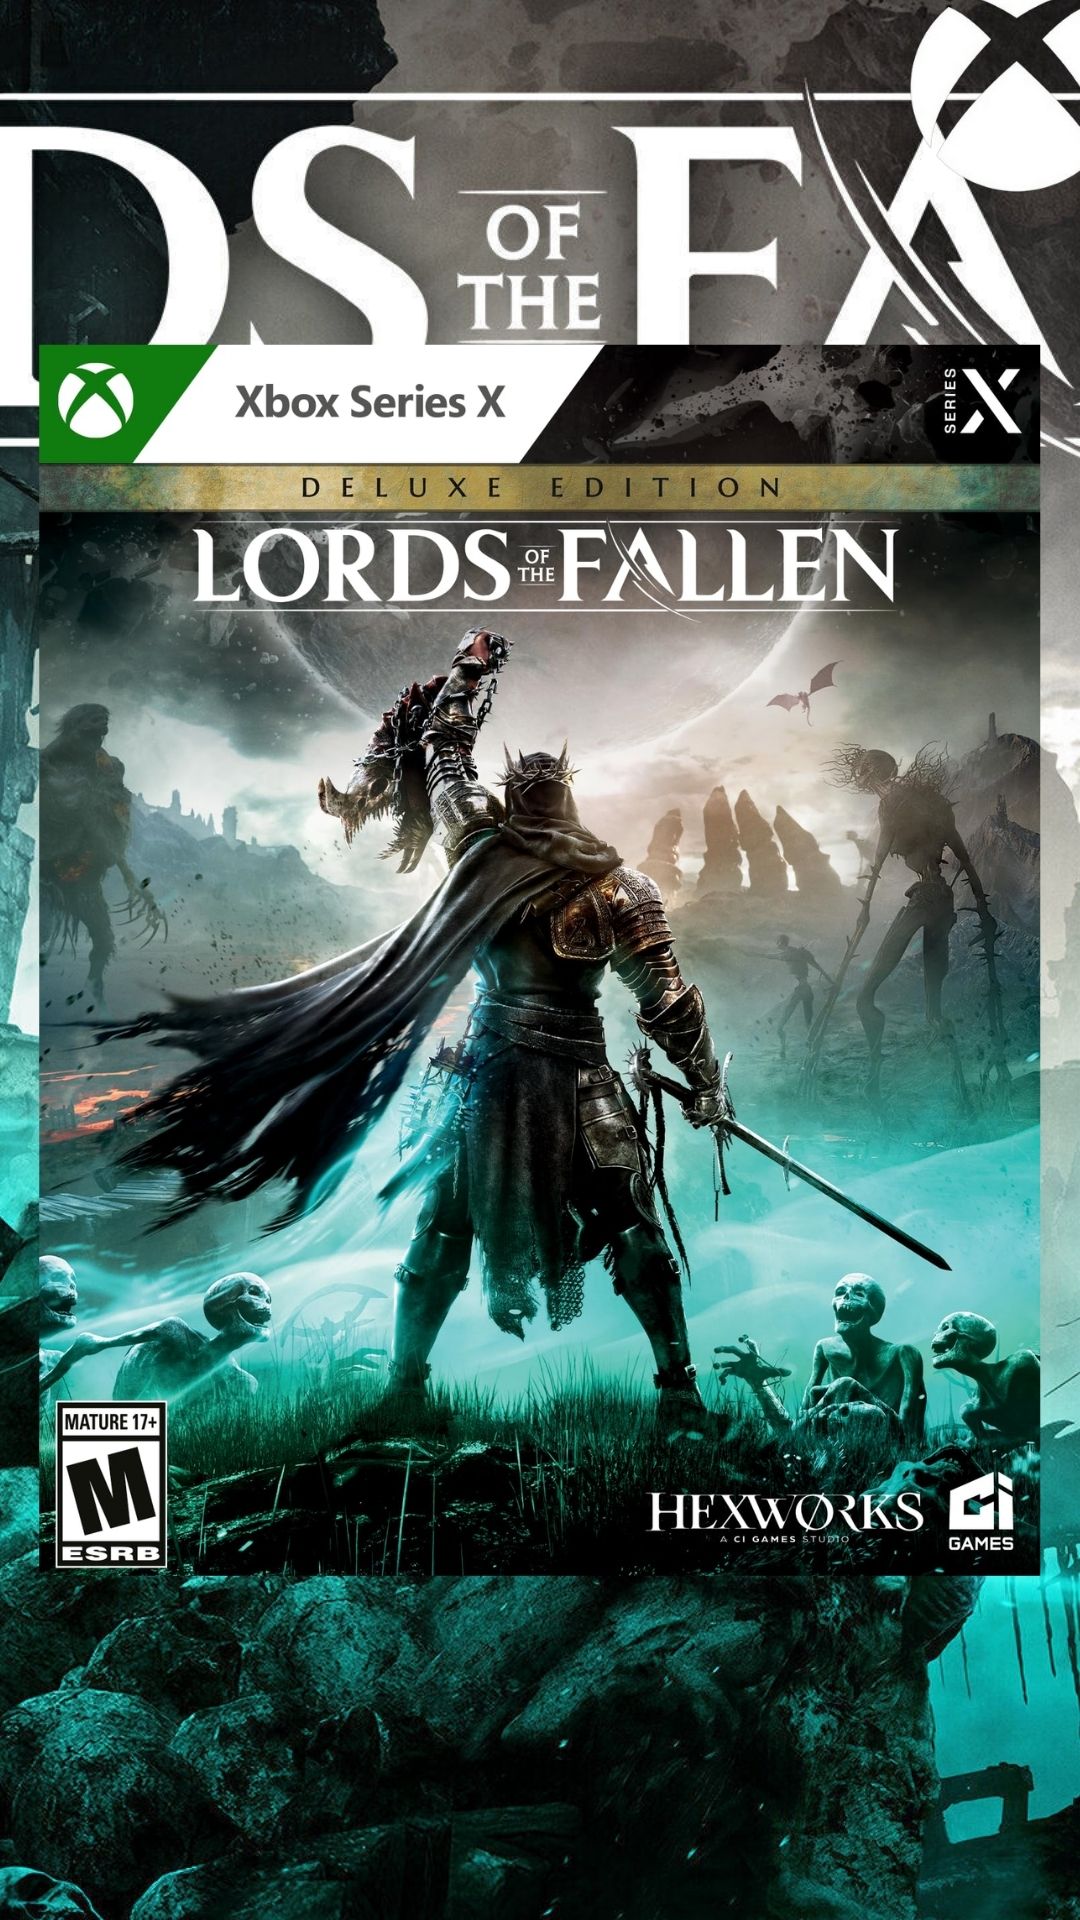 DS OF THE FA
Xbox Series X
SERIES X
DELUXE EDITION
LORDS OF THE FALLEN
MATURE 17+
M
ESRB
HEXWORKS
A CI GAMES STUDIO
CI
GAMES